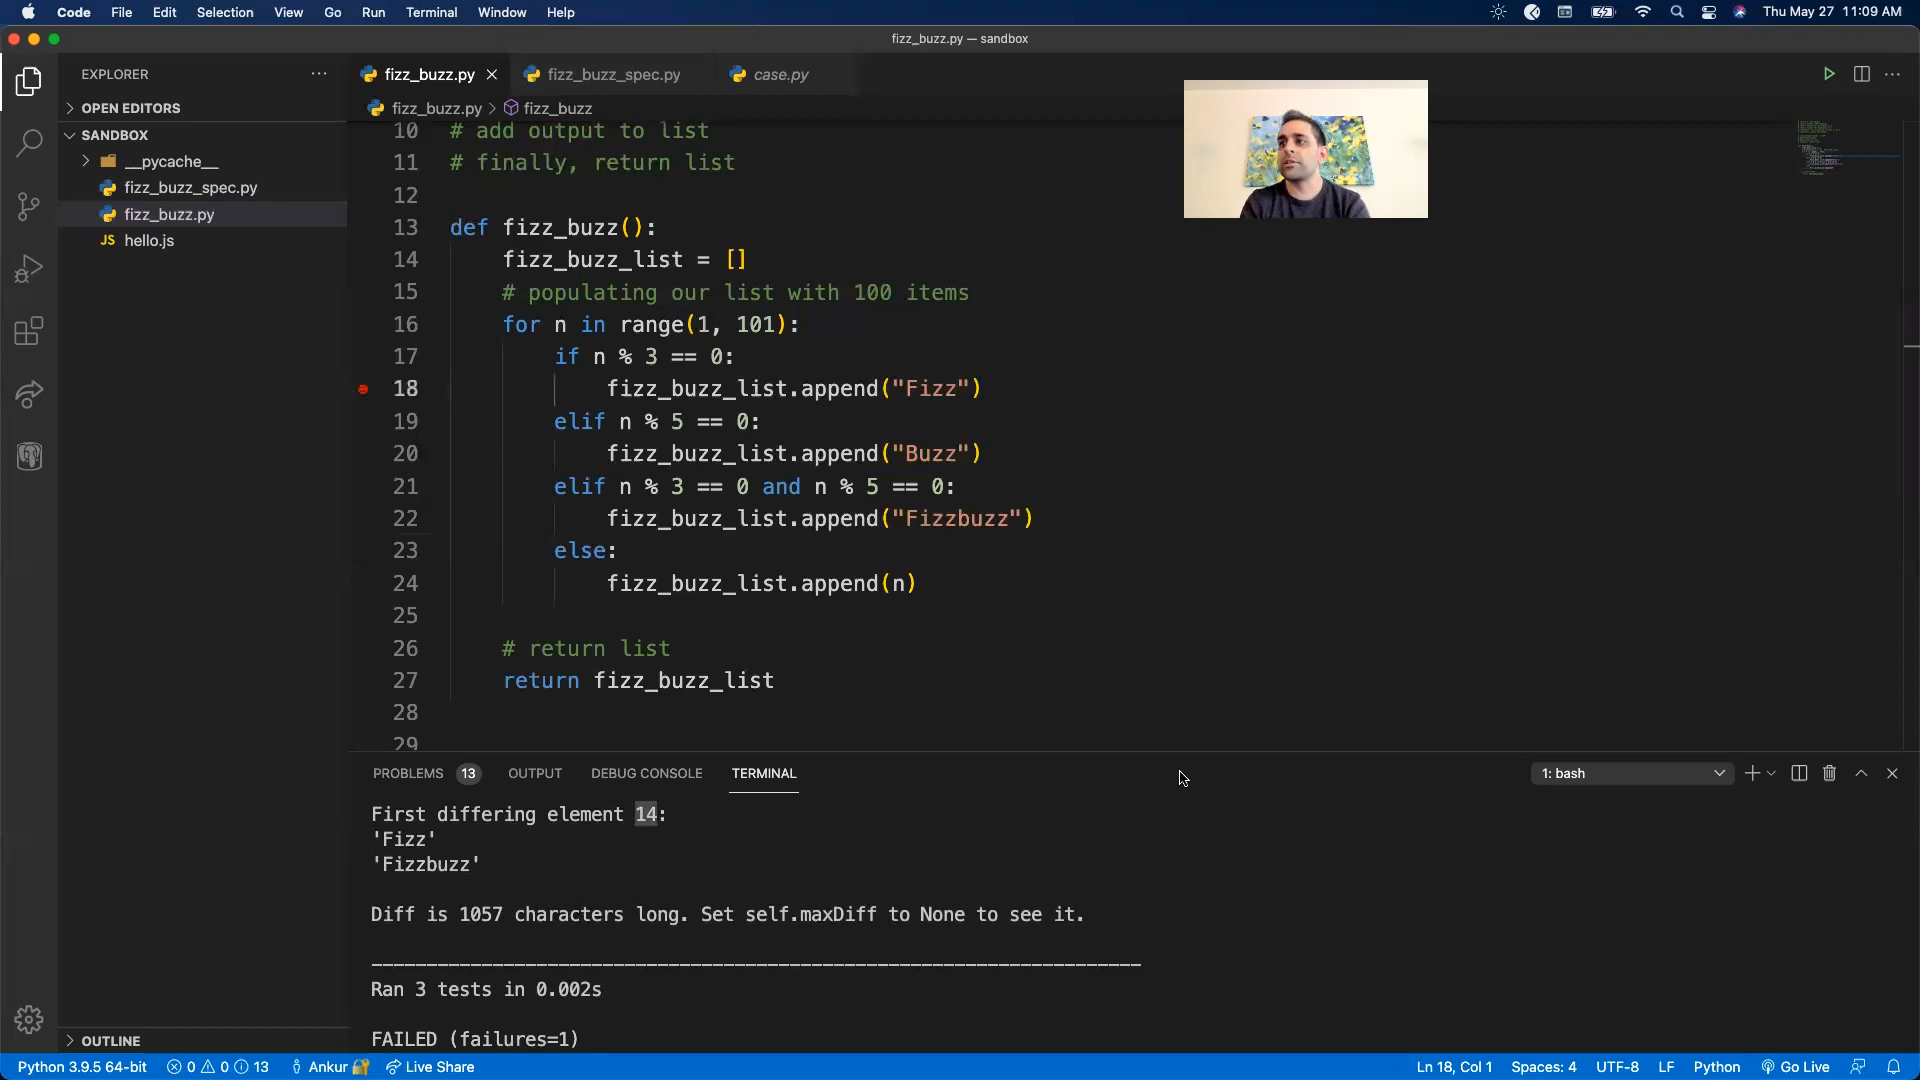 Code File Edit Selection View Go Run Terminal Window Help Thu May 27 11:09 AM
fizz_buzz.py — sandbox
EXPLORER
OPEN EDITORS
SANDBOX
__pycache__
fizz_buzz_spec.py
fizz_buzz.py
JS hello.js
OUTLINE
fizz_buzz.py fizz_buzz_spec.py case.py
fizz_buzz.py fizz_buzz
10 # add output to list
11 # finally, return list
12
13 def fizz_buzz():
14 fizz_buzz_list = []
15 # populating our list with 100 items
16 for n in range(1, 101):
17 if n % 3 == 0:
18 fizz_buzz_list.append("Fizz")
19 elif n % 5 == 0:
20 fizz_buzz_list.append("Buzz")
21 elif n % 3 == 0 and n % 5 == 0:
22 fizz_buzz_list.append("Fizzbuzz")
23 else:
24 fizz_buzz_list.append(n)
25
26 # return list
27 return fizz_buzz_list
28
29
PROBLEMS 13 OUTPUT DEBUG CONSOLE TERMINAL 1: bash
First differing element 14:
'Fizz'
'Fizzbuzz'
Diff is 1057 characters long. Set self.maxDiff to None to see it.
----------------------------------------------------------------------
Ran 3 tests in 0.002s
FAILED (failures=1)
Python 3.9.5 64-bit 0 0 13 Ankur Live Share Ln 18, Col 1 Spaces: 4 UTF-8 LF Python Go Live